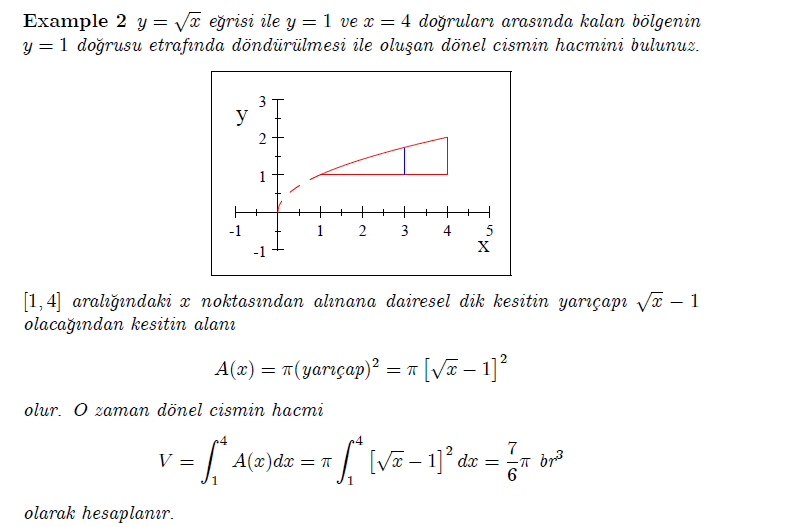 Example 2 y = √x eğrisi ile y = 1 ve x = 4 doğruları arasında kalan bölgenin
y = 1 doğrusu etrafında döndürülmesi ile oluşan dönel cismin hacmini bulunuz.
y
3
2
1
-1
-1 1 2 3 4 5
x
[1, 4] aralığındaki x noktasından alınana dairesel dik kesitin yarıçapı √x − 1
olacağından kesitin alanı
A(x) = π(yarıçap)² = π [√x − 1]²
olur. O zaman dönel cismin hacmi
V = ∫₁⁴ A(x)dx = π ∫₁⁴ [√x − 1]² dx = 7/6 π br³
olarak hesaplanır.